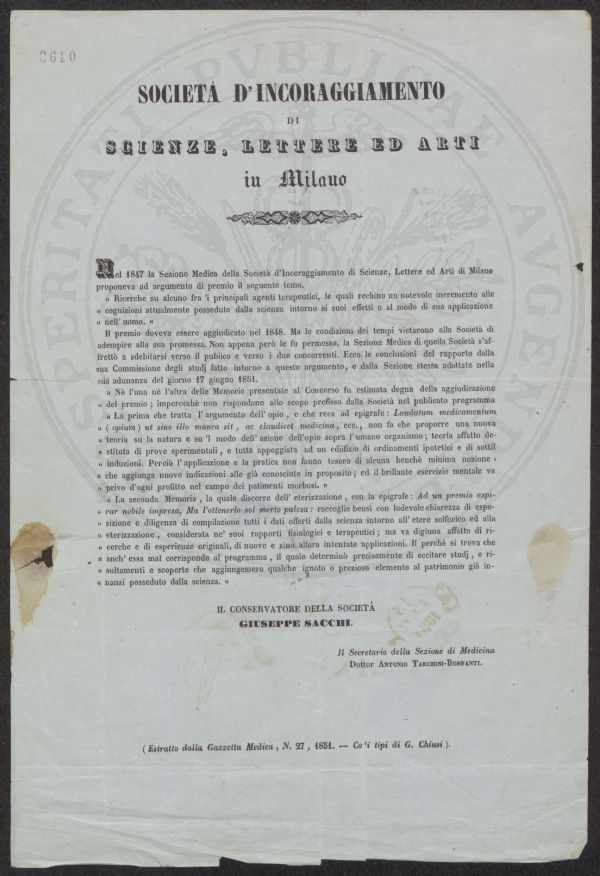 2610
SOCIETÀ D'INCORAGGIAMENTO
DI
SCIENZE, LETTERE ED ARTI
in Milano
Nel 1847 la Sezione Medica della Società d'Incoraggiamento di Scienze, Lettere ed Arti di Milano
proponeva ad argomento di premio il seguente tema.
« Ricerche su alcuno fra 'i principali agenti terapeutici, le quali rechino un notevole incremento alle
« cognizioni attualmente possedute dalla scienza intorno ai suoi effetti o al modo di sua applicazione
« nell' uomo. »
Il premio doveva essere aggiudicato nel 1848. Ma le condizioni dei tempi vietarono alla Società di
adempire alla sua promessa. Non appena però le fu permesso, la Sezione Medica di quella Società s'af-
frettò a sdebitarsi verso il publico e verso i due concorrenti. Ecco le conclusioni del rapporto dalla
sua Commissione degli studj fatto intorno a questo argomento, e dalla Sezione stessa adottate nella
sua adunanza del giorno 17 giugno 1851.
« Nè l'una nè l'altra delle Memorie presentate al Concorso fu estimata degna della aggiudicazione
« del premio; imperocchè non rispondono allo scopo prefisso dalla Società nel publicato programma
« La prima che tratta l'argomento dell' opio, e che reca ad epigrafe: Laudatum medicamentum
« (opium) ut sine illo manca sit, ac claudicet medicina, ecc., non fa che proporre una nuova
« teoria su la natura e su 'l modo dell' azione dell'opio sopra l'umano organismo; teoria affatto de-
« stituta di prove sperimentali, e tutta appoggiata ad un edifizio di ordinamenti ipotetici e di sottil
« induzioni. Perciò l'applicazione e la pratica non fanno tesoro di alcuna benchè minima nozione
« che aggiunga nuove indicazioni alle già conosciute in proposito; ed il brillante esercizio mentale va
« privo d'ogni profitto nel campo dei patimenti morbosi. »
« La seconda Memoria, la quale discorre dell' eterizzazione, con la epigrafe: Ad un premio aspi-
« rar nobile impresa, Ma l'ottenerlo sol merto palesa: raccoglie bensì con lodevole chiarezza di espo-
« sizione e diligenza di compilazione tutti i dati offerti dalla scienza intorno all' etere solforico ed alla
« eterizzazione, considerata ne' suoi rapporti fisiologici e terapeutici; ma va digiuna affatto di ri-
« cerche e di esperienze originali, di nuove e sino allora intentate applicazioni. Il perchè si trova che
« anch' essa mal corrisponde al programma, il quale determinò precisamente di eccitare studj, e ri-
« sultamenti e scoperte che aggiungessero qualche ignoto o prezioso elemento al patrimonio già in-
« nanzi posseduto dalla scienza. »
IL CONSERVATORE DELLA SOCIETÀ
GIUSEPPE SACCHI.
Il Secretario della Sezione di Medicina
Dottor ANTONIO TARCHINI-BONFANTI.
(Estratto dalla Gazzetta Medica, N. 27, 1851. — Co 'i tipi di G. Chiusi).
PROSPERITATI PVBLICAE AVGENDAE